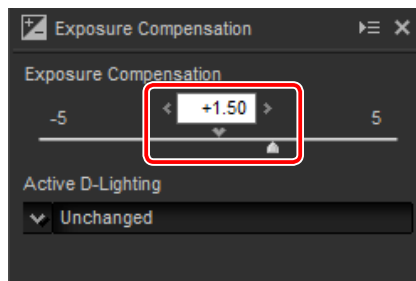 Exposure Compensation
Exposure Compensation
-5 +1.50 5
Active D-Lighting
Unchanged